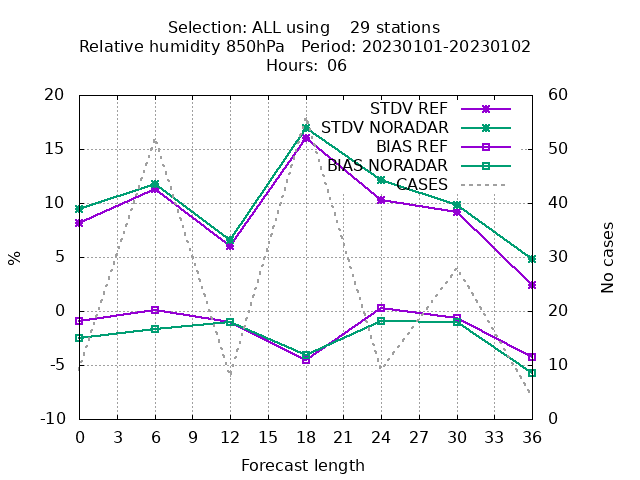 Selection: ALL using    29 stations
Relative humidity 850hPa   Period: 20230101-20230102
Hours: 06
20
15
10
5
0
-5
-10
%
60
50
40
30
20
10
0
No cases
STDV REF
STDV NORADAR
BIAS REF
BIAS NORADAR
CASES
0 3 6 9 12 15 18 21 24 27 30 33 36
Forecast length